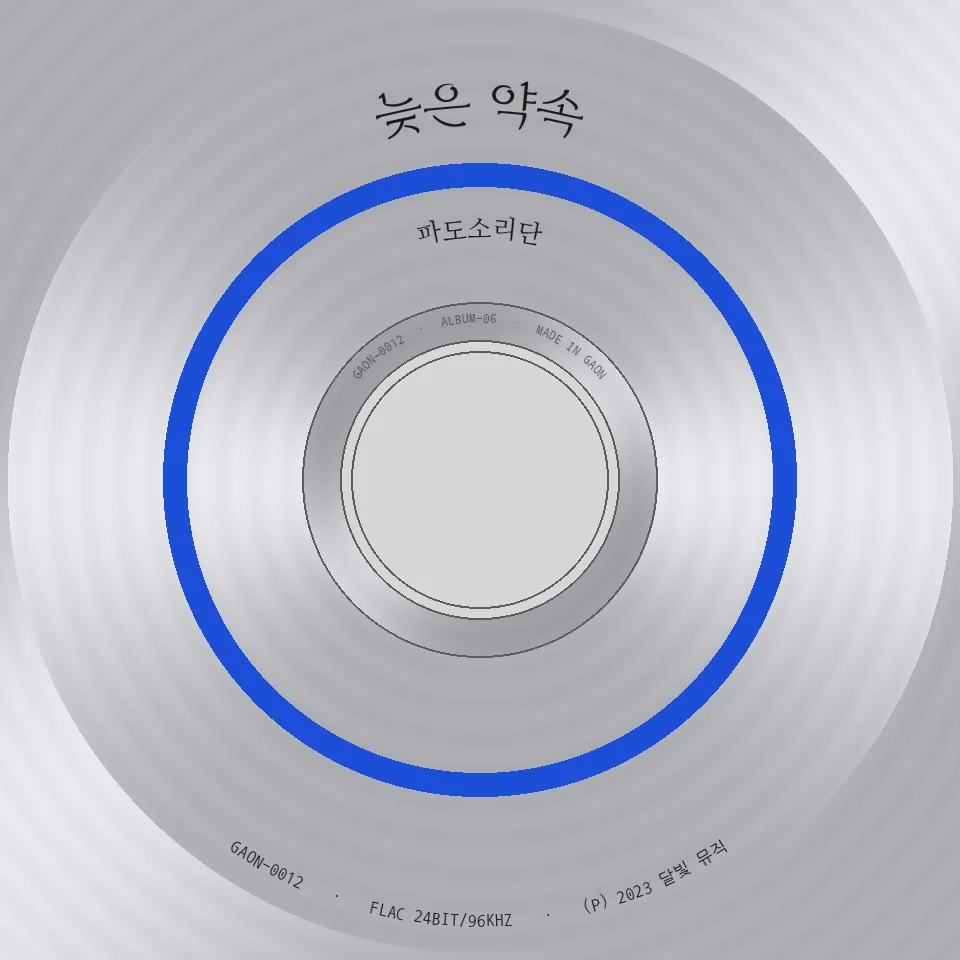 늦은 약속
파도소리단
GAON-0012 · ALBUM-06 · MADE IN GAON
GAON-0012 · FLAC 24BIT/96KHZ · (P) 2023 달빛 뮤직